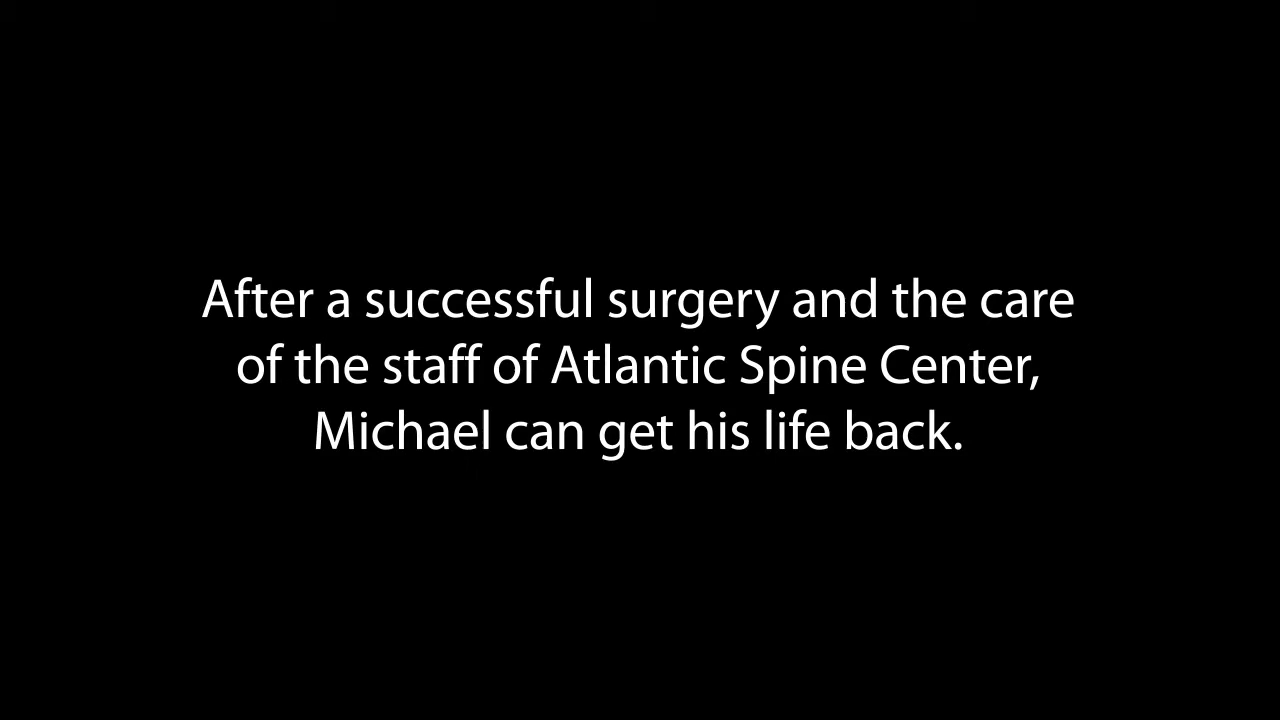 After a successful surgery and the care
of the staff of Atlantic Spine Center,
Michael can get his life back.